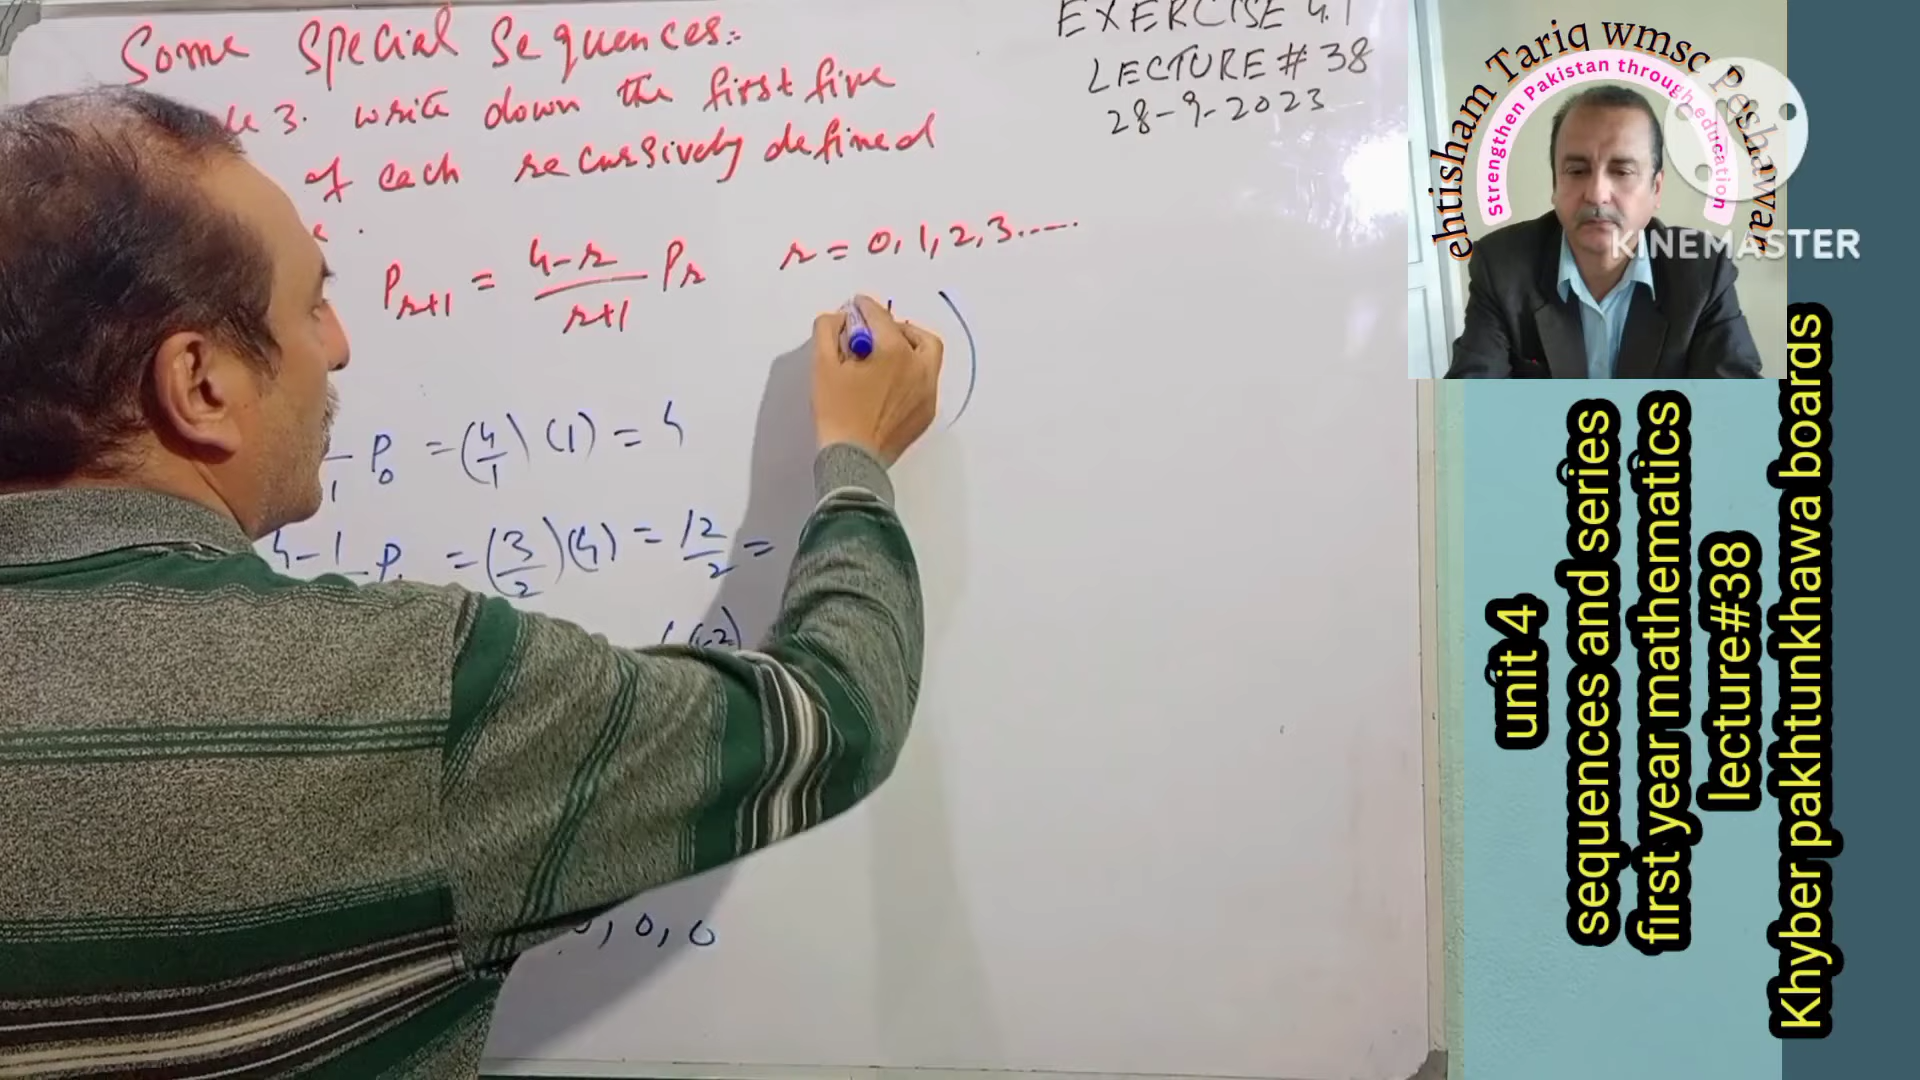 Some Special Sequences:-
3. write down the first five
of each recursively defined
P r+1 = 4-r / r+1 Pr r = 0, 1, 2, 3.....
1 P0 = (4/1) (1) = 4
4-1 P = (3/2)(4) = 12/2 =
0, 0
EXERCISE 4.1
LECTURE # 38
28-9-2023
ehtisham Tariq wmsc Peshawar
Strengthen Pakistan through education
KINEMASTER
unit 4
sequences and series
first year mathematics
lecture#38
Khyber pakhtunkhawa boards